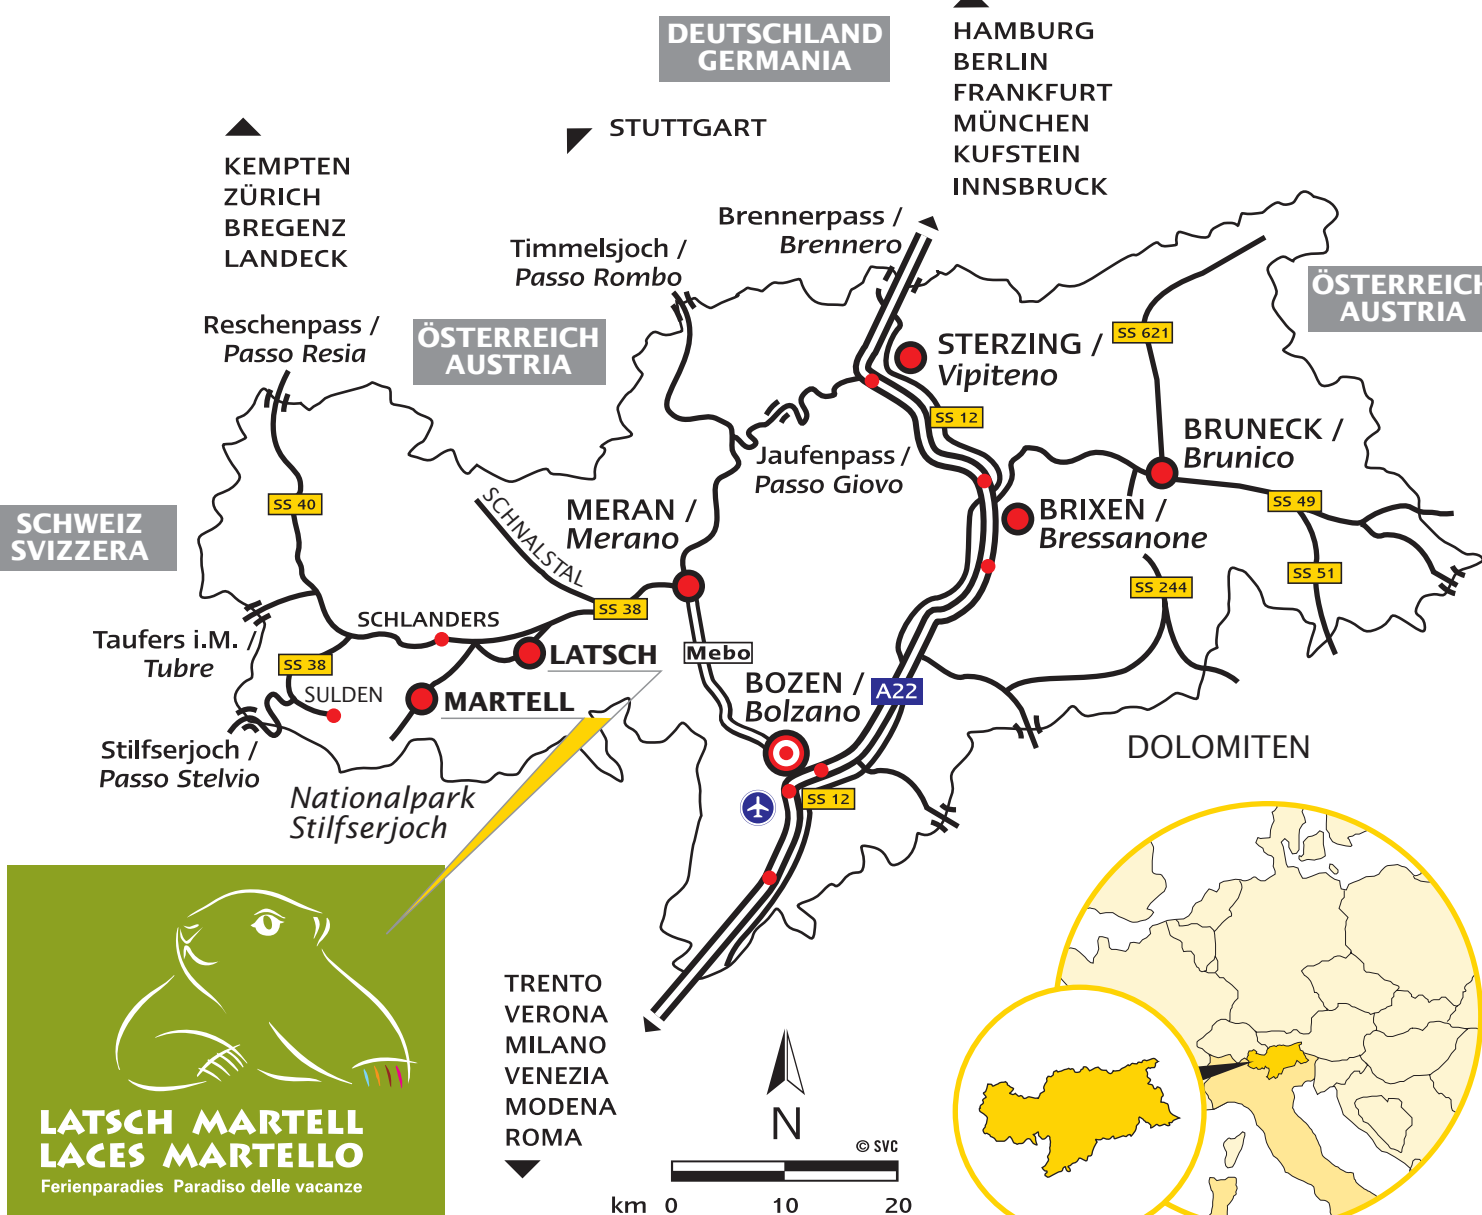 DEUTSCHLAND
GERMANIA
HAMBURG
BERLIN
FRANKFURT
MÜNCHEN
KUFSTEIN
INNSBRUCK
STUTTGART
KEMPTEN
ZÜRICH
BREGENZ
LANDECK
Brennerpass /
Brennero
Timmelsjoch /
Passo Rombo
ÖSTERREICH
AUSTRIA
Reschenpass /
Passo Resia
ÖSTERREICH
AUSTRIA
SS 621
STERZING /
Vipiteno
SS 12
BRUNECK /
Brunico
Jaufenpass /
Passo Giovo
SS 40
SCHNALSTAL
MERAN /
Merano
SS 49
BRIXEN /
Bressanone
SCHWEIZ
SVIZZERA
SS 51
SS 244
SS 38
SCHLANDERS
Taufers i.M. /
Tubre
SS 38
LATSCH
Mebo
SULDEN
MARTELL
BOZEN /
Bolzano
A22
Stilfserjoch /
Passo Stelvio
DOLOMITEN
Nationalpark
Stilfserjoch
SS 12
TRENTO
VERONA
MILANO
VENEZIA
MODENA
ROMA
LATSCH MARTELL
LACES MARTELLO
Ferienparadies Paradiso delle vacanze
N
© SVC
km 0 10 20